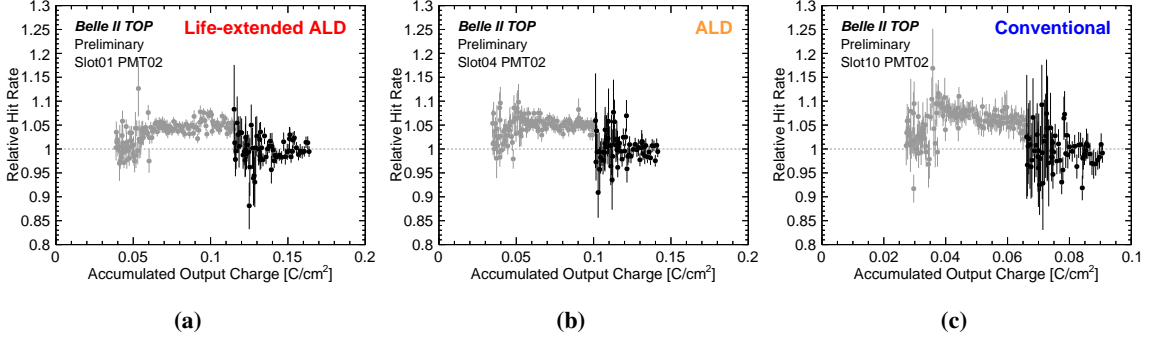 Relative Hit Rate
1.3
1.25
1.2
1.15
1.1
1.05
1
0.95
0.9
0.85
0.8
Belle II TOP
Preliminary
Slot01 PMT02
Life-extended ALD
0 0.05 0.1 0.15 0.2
Accumulated Output Charge [C/cm²]
(a)
Relative Hit Rate
1.3
1.25
1.2
1.15
1.1
1.05
1
0.95
0.9
0.85
0.8
Belle II TOP
Preliminary
Slot04 PMT02
ALD
0 0.05 0.1 0.15 0.2
Accumulated Output Charge [C/cm²]
(b)
Relative Hit Rate
1.3
1.25
1.2
1.15
1.1
1.05
1
0.95
0.9
0.85
0.8
Belle II TOP
Preliminary
Slot10 PMT02
Conventional
0 0.02 0.04 0.06 0.08 0.1
Accumulated Output Charge [C/cm²]
(c)